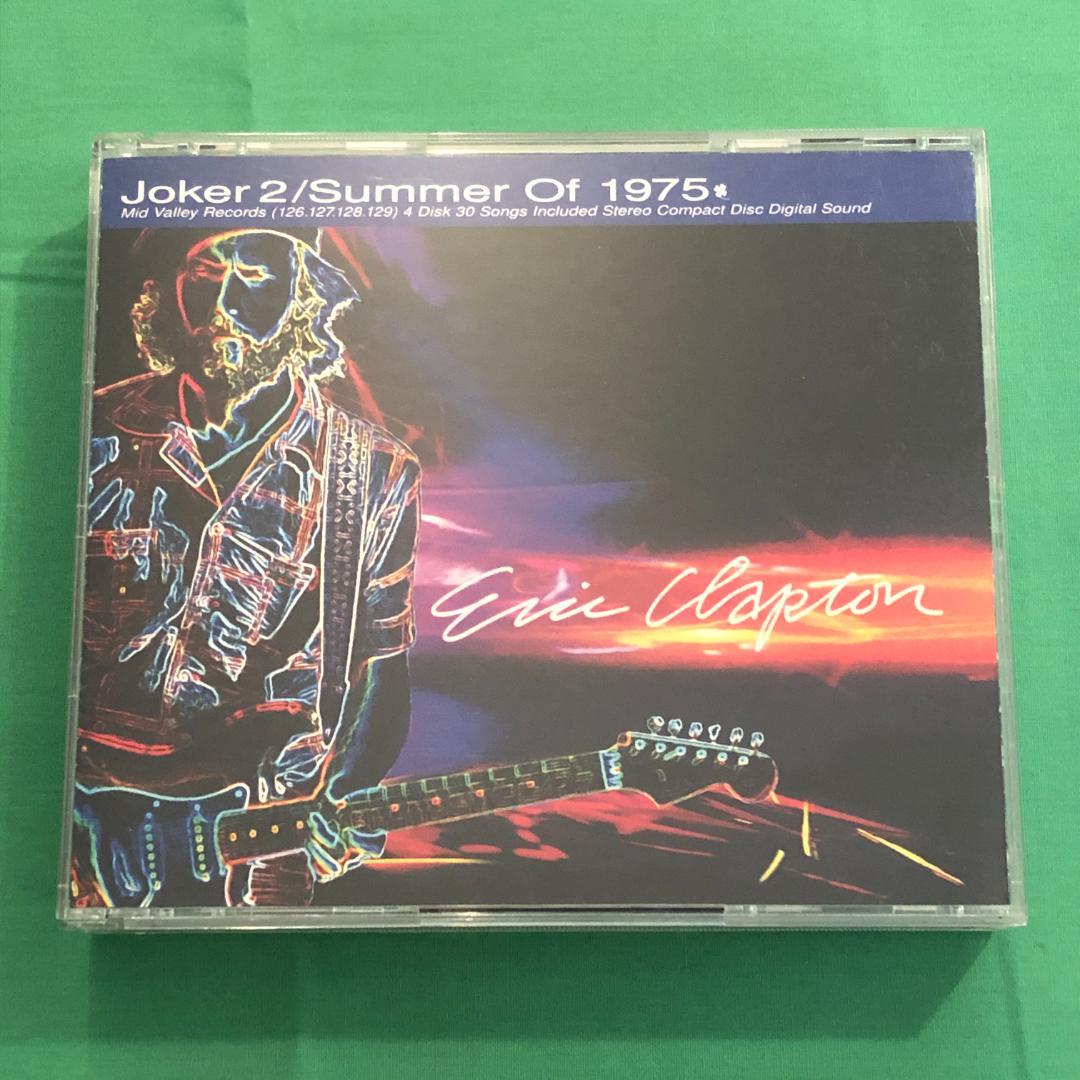 Joker 2/Summer Of 1975
Mid Valley Records (126.127.128.129) 4 Disk 30 Songs Included Stereo Compact Disc Digital Sound
Eric Clapton